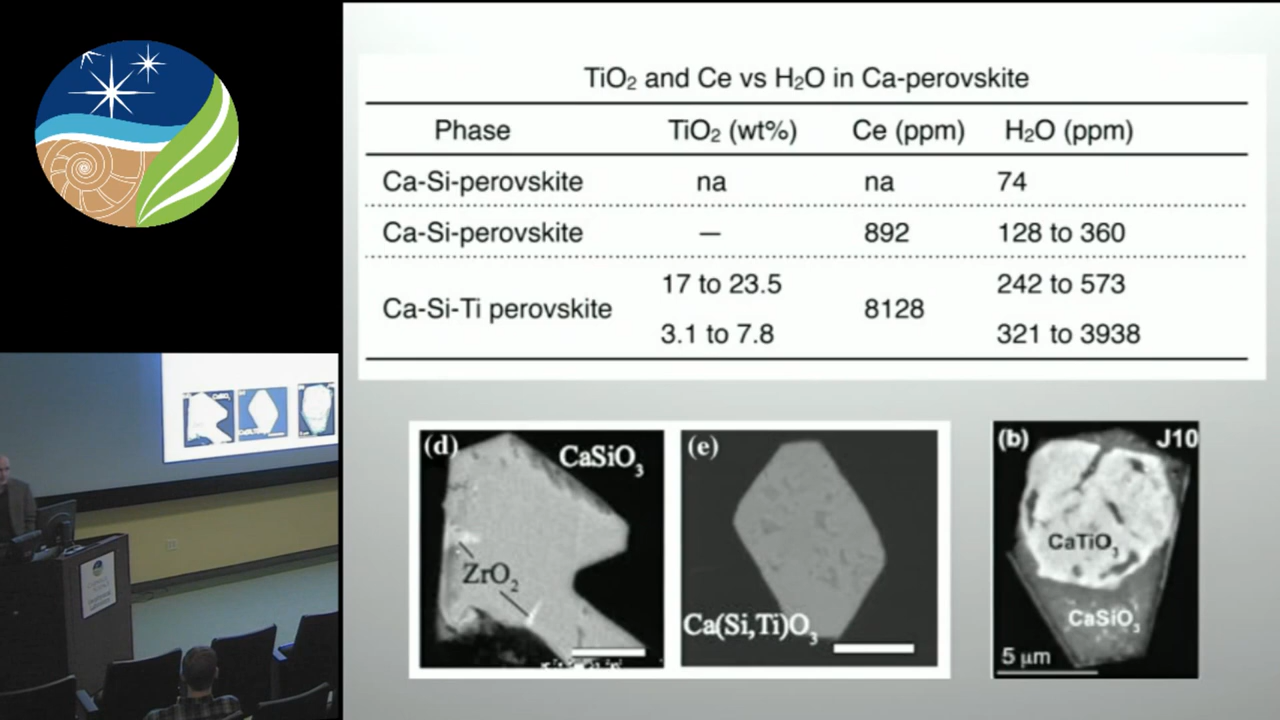 TiO₂ and Ce vs H₂O in Ca-perovskite
Phase TiO₂ (wt%) Ce (ppm) H₂O (ppm)
Ca-Si-perovskite na na 74
Ca-Si-perovskite — 892 128 to 360
17 to 23.5 242 to 573
Ca-Si-Ti perovskite 8128
3.1 to 7.8 321 to 3938
(d) CaSiO₃
ZrO₂
(e)
Ca(Si,Ti)O₃
(b) J10
CaTiO₃
CaSiO₃
5 μm